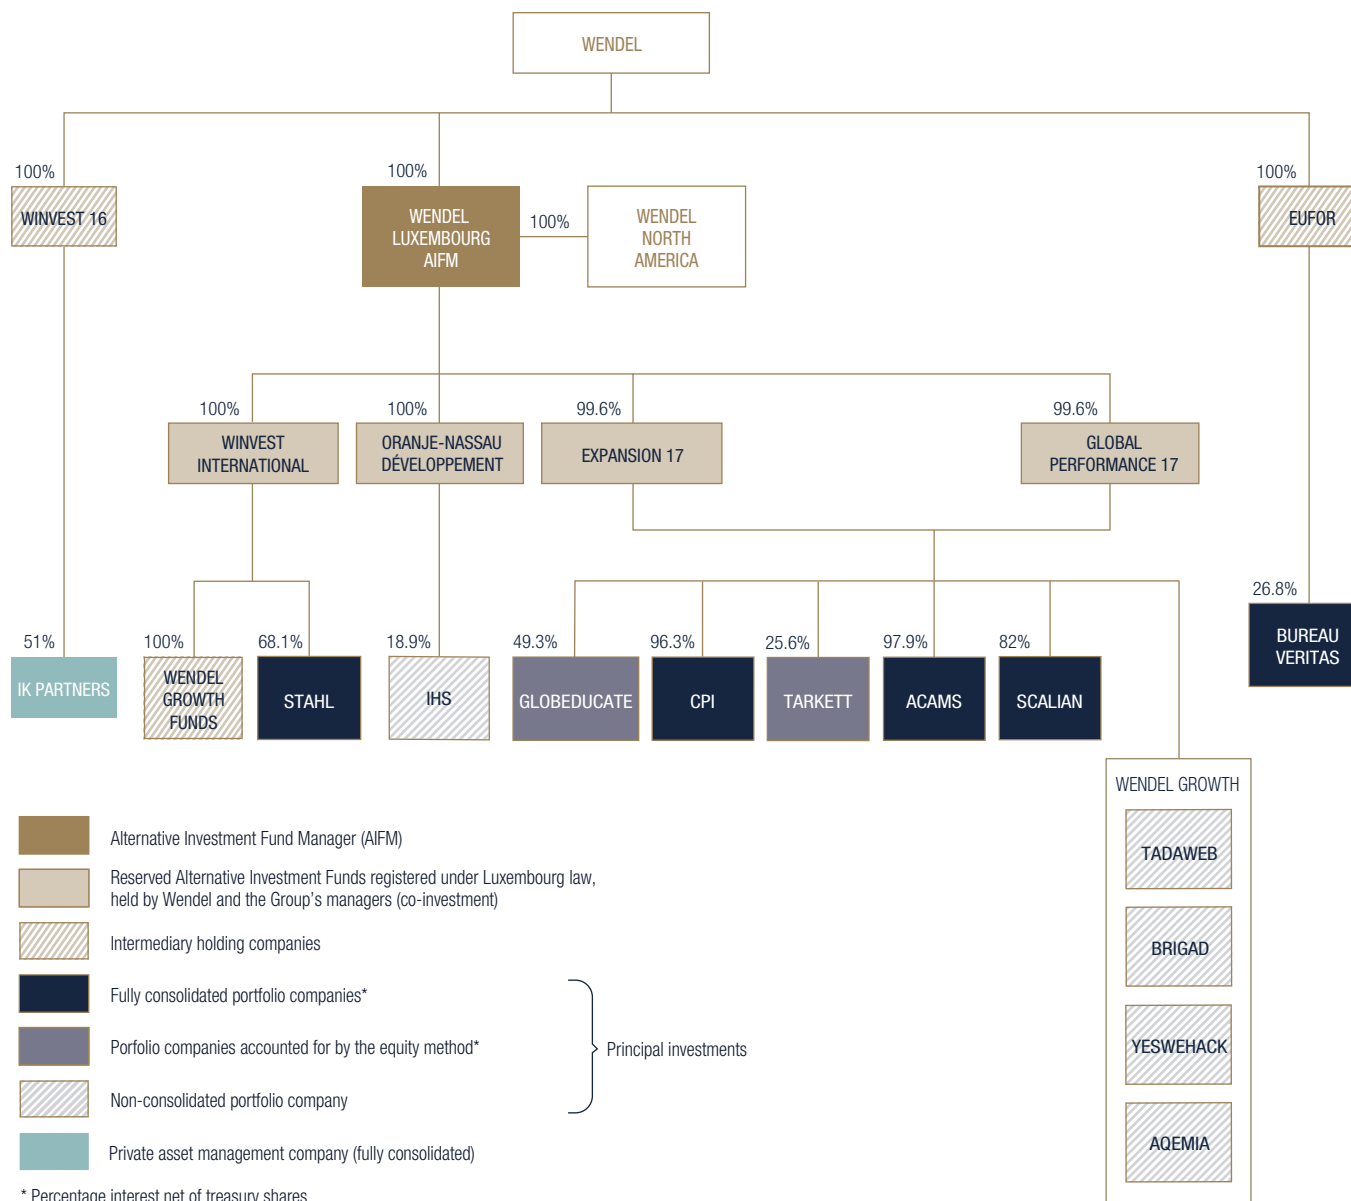 WENDEL
100%
100%
100%
WINVEST 16
WENDEL
LUXEMBOURG
AIFM
100%
WENDEL
NORTH
AMERICA
EUFOR
100%
100%
99.6%
99.6%
WINVEST
INTERNATIONAL
ORANJE-NASSAU
DÉVELOPPEMENT
EXPANSION 17
GLOBAL
PERFORMANCE 17
26.8%
BUREAU
VERITAS
51%
100%
68.1%
18.9%
49.3%
96.3%
25.6%
97.9%
82%
IK PARTNERS
WENDEL
GROWTH
FUNDS
STAHL
IHS
GLOBEDUCATE
CPI
TARKETT
ACAMS
SCALIAN
WENDEL GROWTH
TADAWEB
BRIGAD
YESWEHACK
AQEMIA
Alternative Investment Fund Manager (AIFM)
Reserved Alternative Investment Funds registered under Luxembourg law,
held by Wendel and the Group's managers (co-investment)
Intermediary holding companies
Fully consolidated portfolio companies*
Porfolio companies accounted for by the equity method*
Principal investments
Non-consolidated portfolio company
Private asset management company (fully consolidated)
* Percentage interest net of treasury shares